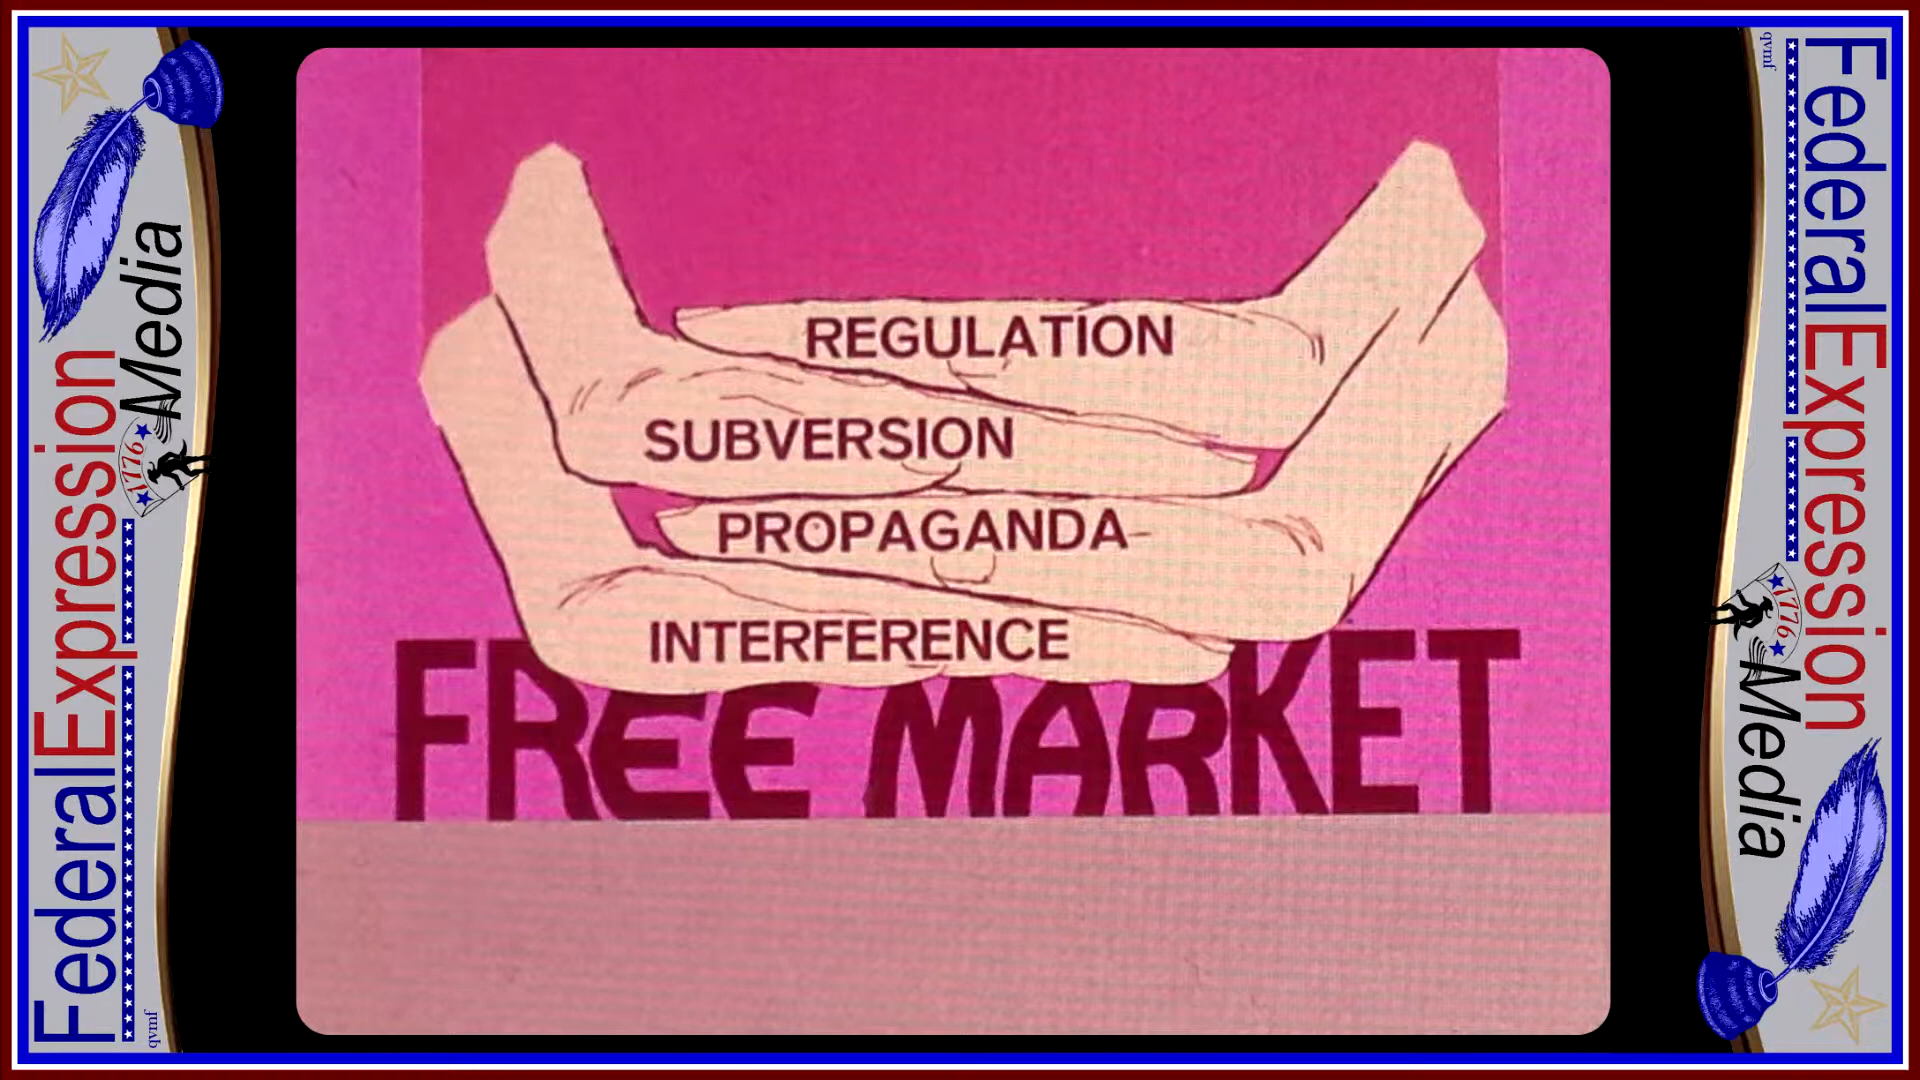 FederalExpression
Media
1776
qvmf
REGULATION
SUBVERSION
PROPAGANDA
INTERFERENCE
FREE MARKET
FederalExpression
Media
1776
qvmf